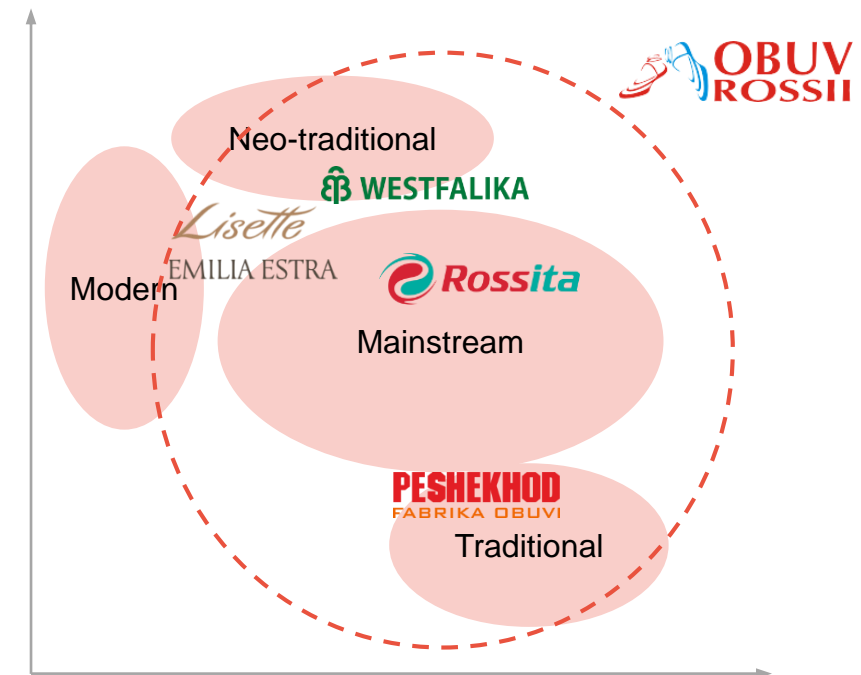 OBUV
ROSSII
Neo-traditional
WESTFALIKA
Lisette
EMILIA ESTRA
Rossita
Modern
Mainstream
PESHEKHOD
FABRIKA OBUVI
Traditional